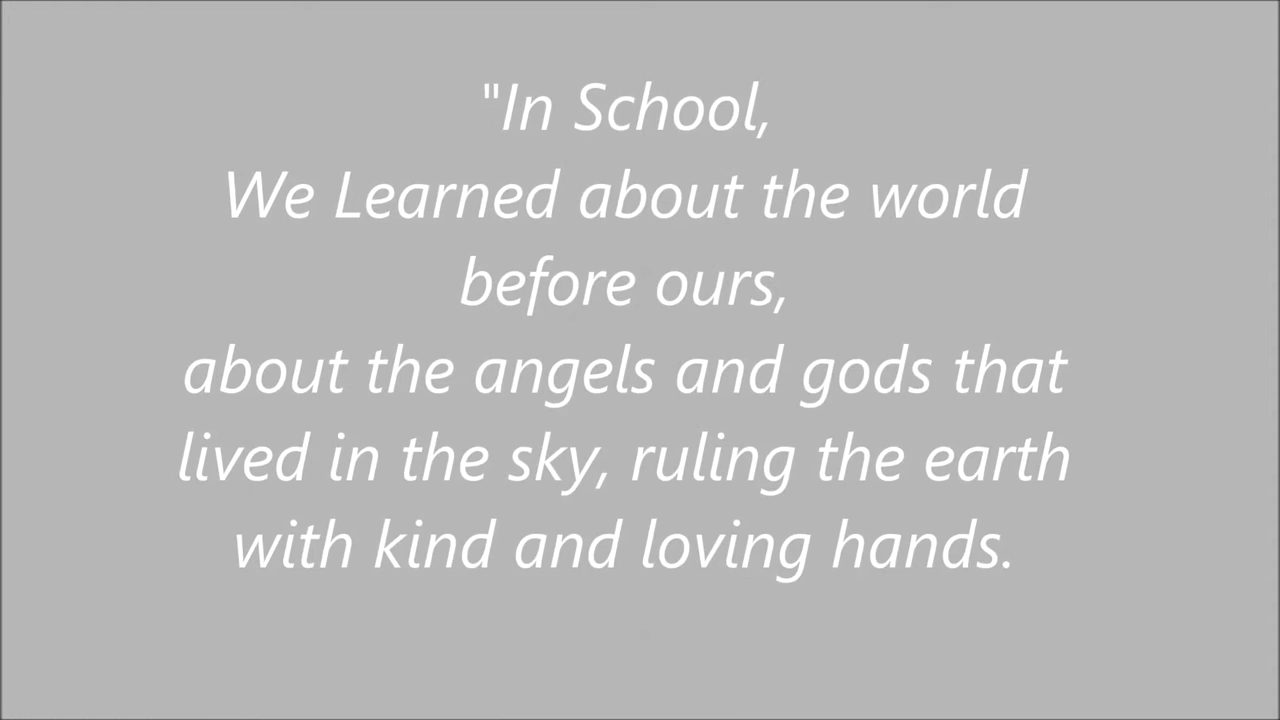 "In School,
We Learned about the world
before ours,
about the angels and gods that
lived in the sky, ruling the earth
with kind and loving hands.